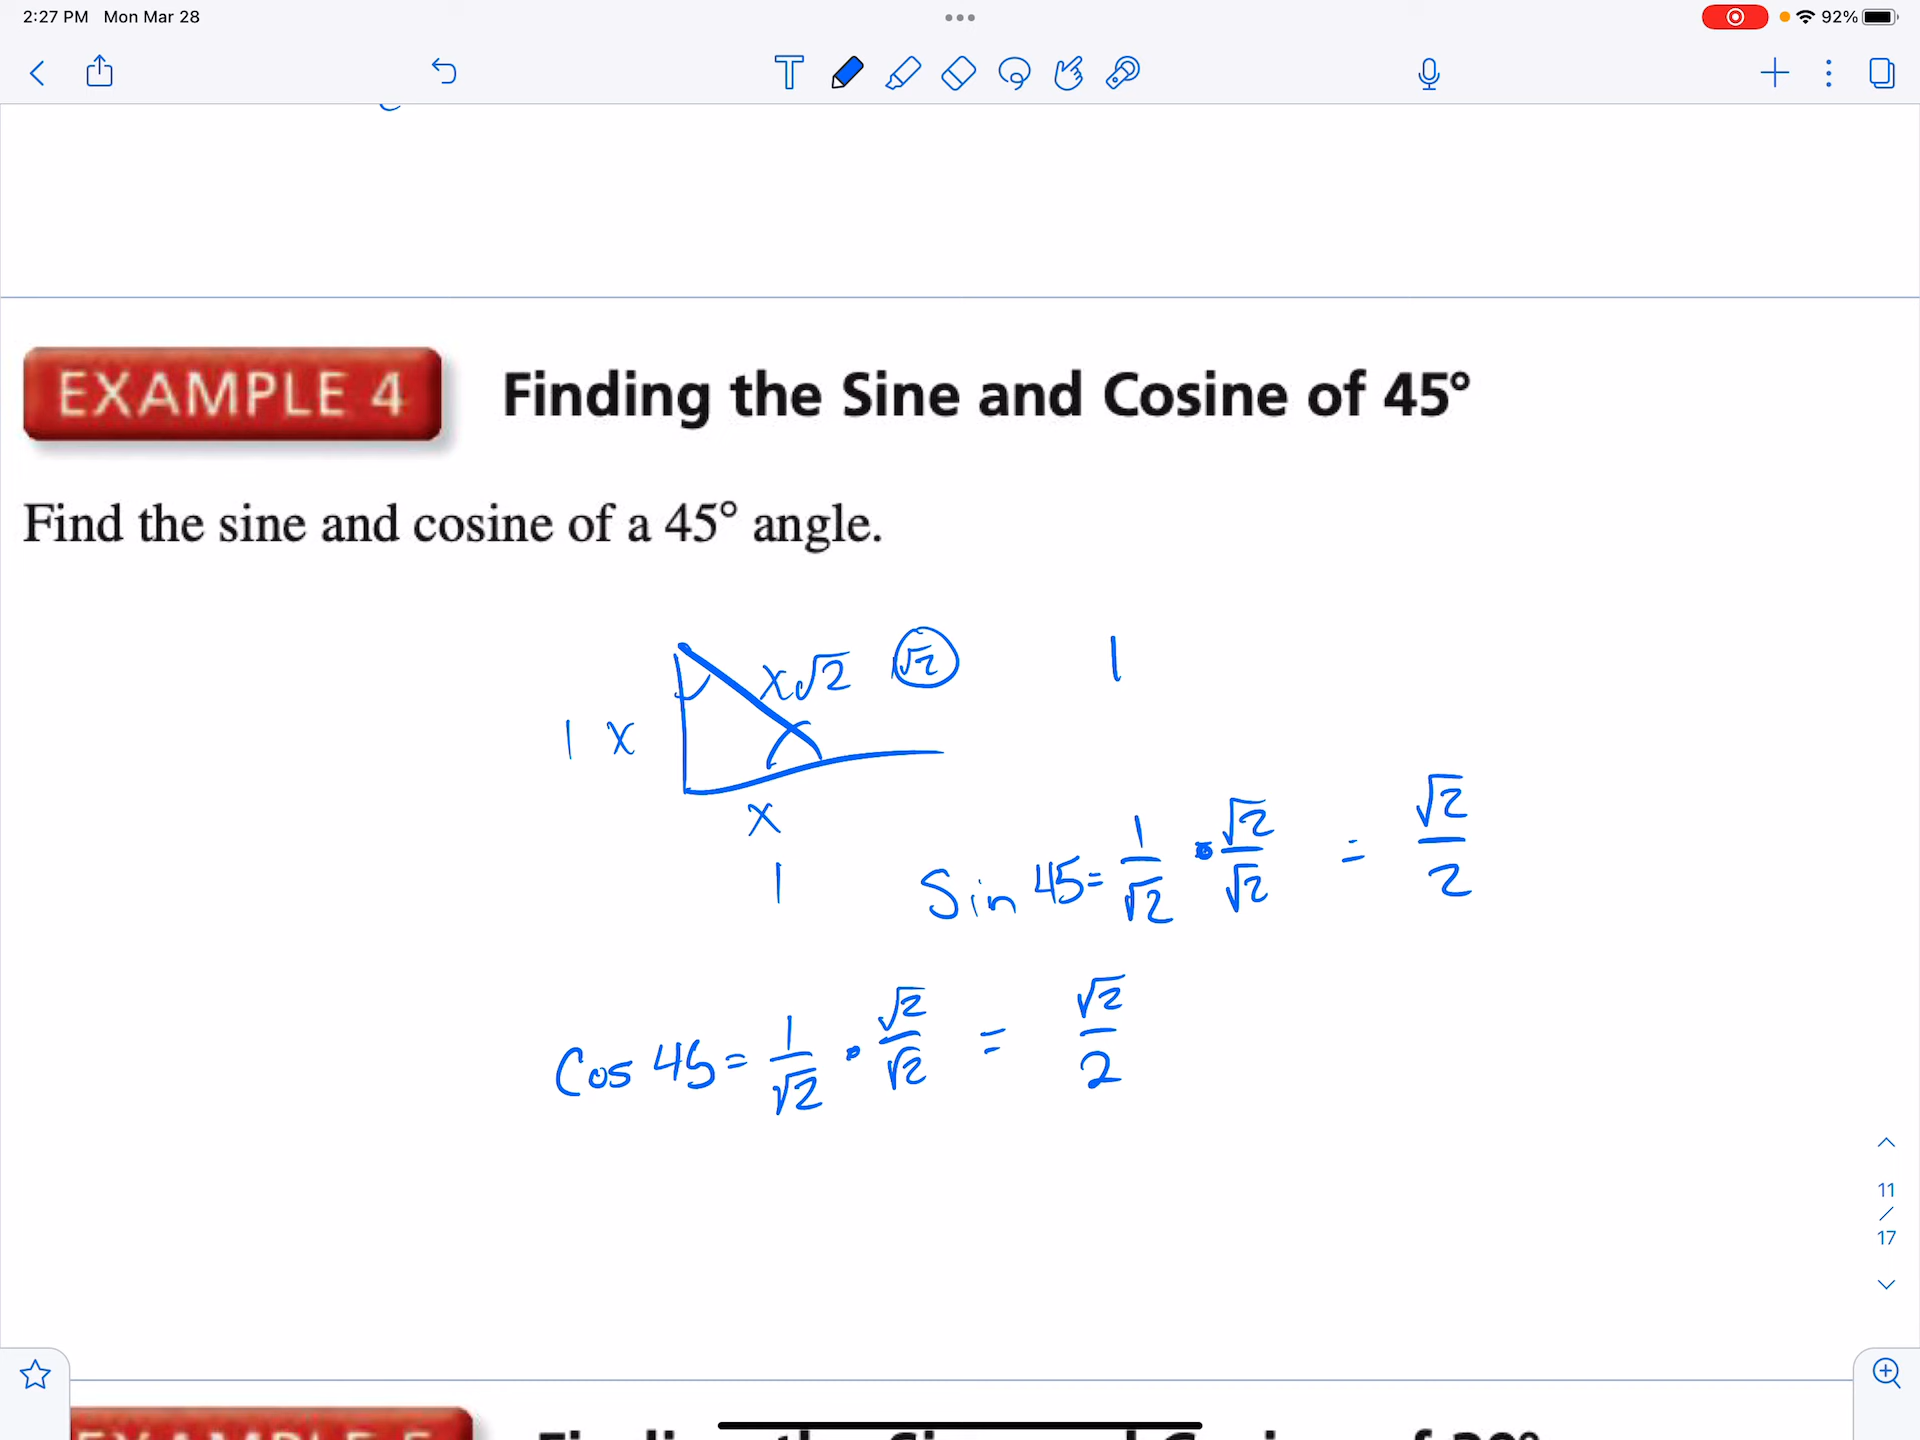 2:27 PM Mon Mar 28
92%
EXAMPLE 4 Finding the Sine and Cosine of 45°
Find the sine and cosine of a 45° angle.
x√2 √2 1
1 x
x
1
Sin 45 = 1/√2 • √2/√2 = √2/2
Cos 45 = 1/√2 • √2/√2 = √2/2
11
/
17